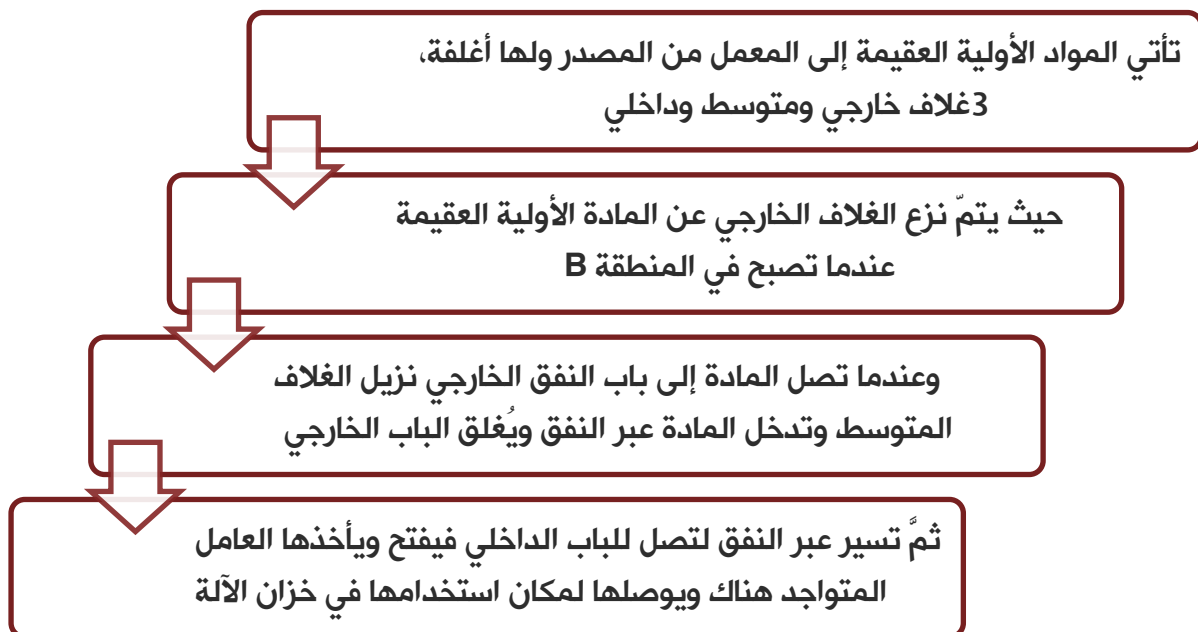 تأتي المواد الأولية العقيمة إلى المعمل من المصدر ولها أغلفة،
3غلاف خارجي ومتوسط وداخلي
حيث يتمّ نزع الغلاف الخارجي عن المادة الأولية العقيمة
عندما تصبح في المنطقة B
وعندما تصل المادة إلى باب النفق الخارجي نزيل الغلاف
المتوسط وتدخل المادة عبر النفق ويُغلق الباب الخارجي
ثمَّ تسير عبر النفق لتصل للباب الداخلي فيفتح ويأخذها العامل
المتواجد هناك ويوصلها لمكان استخدامها في خزان الآلة